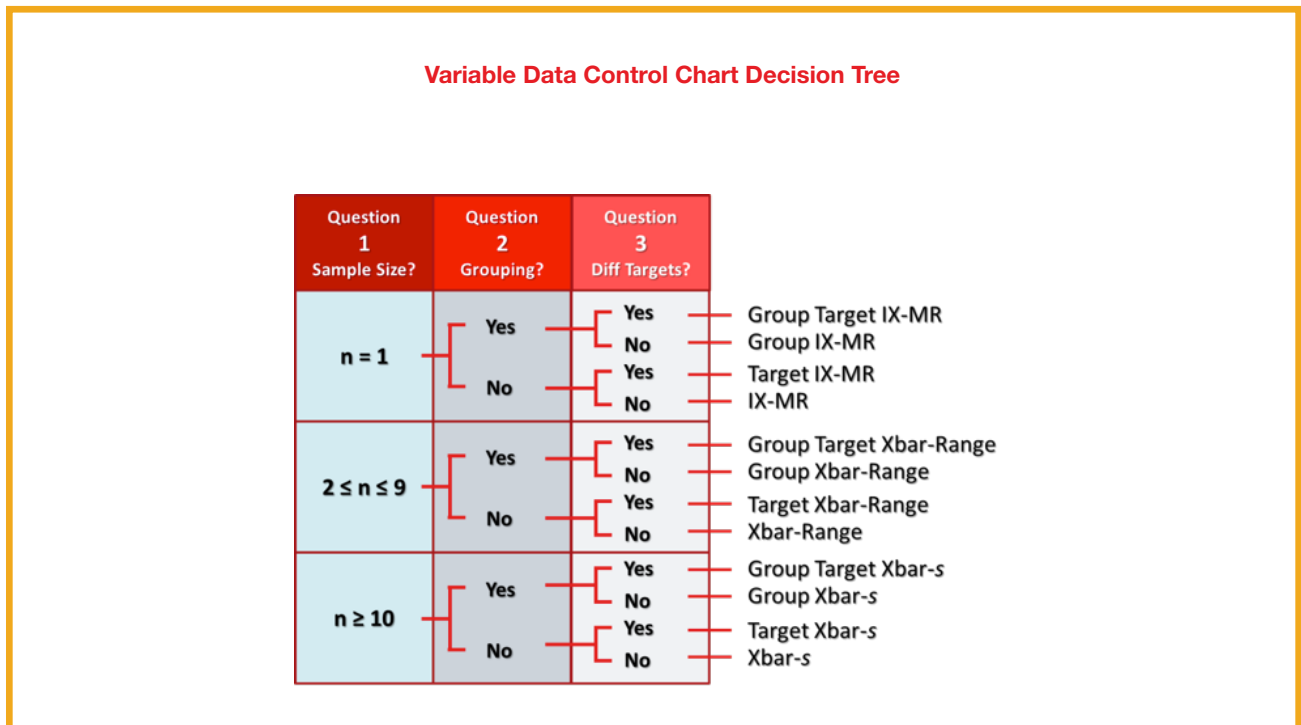 Variable Data Control Chart Decision Tree
Question
1
Sample Size?
Question
2
Grouping?
Question
3
Diff Targets?
n = 1
Yes
Yes
Group Target IX-MR
No
Group IX-MR
No
Yes
Target IX-MR
No
IX-MR
2 ≤ n ≤ 9
Yes
Yes
Group Target Xbar-Range
No
Group Xbar-Range
No
Yes
Target Xbar-Range
No
Xbar-Range
n ≥ 10
Yes
Yes
Group Target Xbar-s
No
Group Xbar-s
No
Yes
Target Xbar-s
No
Xbar-s